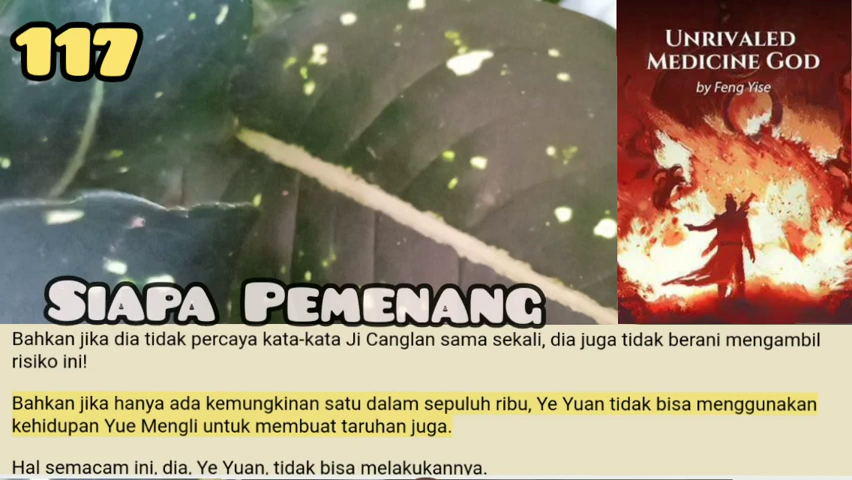 117
UNRIVALED
MEDICINE GOD
by Feng Yise
SIAPA PEMENANG
Bahkan jika dia tidak percaya kata-kata Ji Canglan sama sekali, dia juga tidak berani mengambil
risiko ini!
Bahkan jika hanya ada kemungkinan satu dalam sepuluh ribu, Ye Yuan tidak bisa menggunakan
kehidupan Yue Mengli untuk membuat taruhan juga.
Hal semacam ini, dia, Ye Yuan, tidak bisa melakukannya.